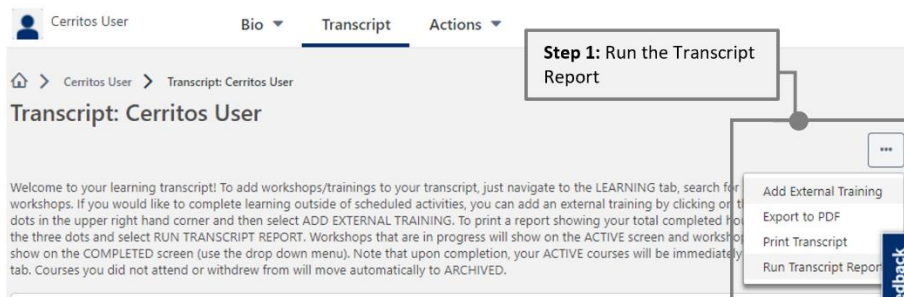 Cerritos User
Bio Transcript Actions
Step 1: Run the Transcript
Report
Cerritos User Transcript: Cerritos User
Transcript: Cerritos User
...
Welcome to your learning transcript! To add workshops/trainings to your transcript, just navigate to the LEARNING tab, search for
workshops. If you would like to complete learning outside of scheduled activities, you can add an external training by clicking on
dots in the upper right hand corner and then select ADD EXTERNAL TRAINING. To print a report showing your total completed
the three dots and select RUN TRANSCRIPT REPORT. Workshops that are in progress will show on the ACTIVE screen and
show on the COMPLETED screen (use the drop down menu). Note that upon completion, your ACTIVE courses will be immediately
tab. Courses you did not attend or withdrew from will move automatically to ARCHIVED.
Add External Training
Export to PDF
Print Transcript
Run Transcript Report